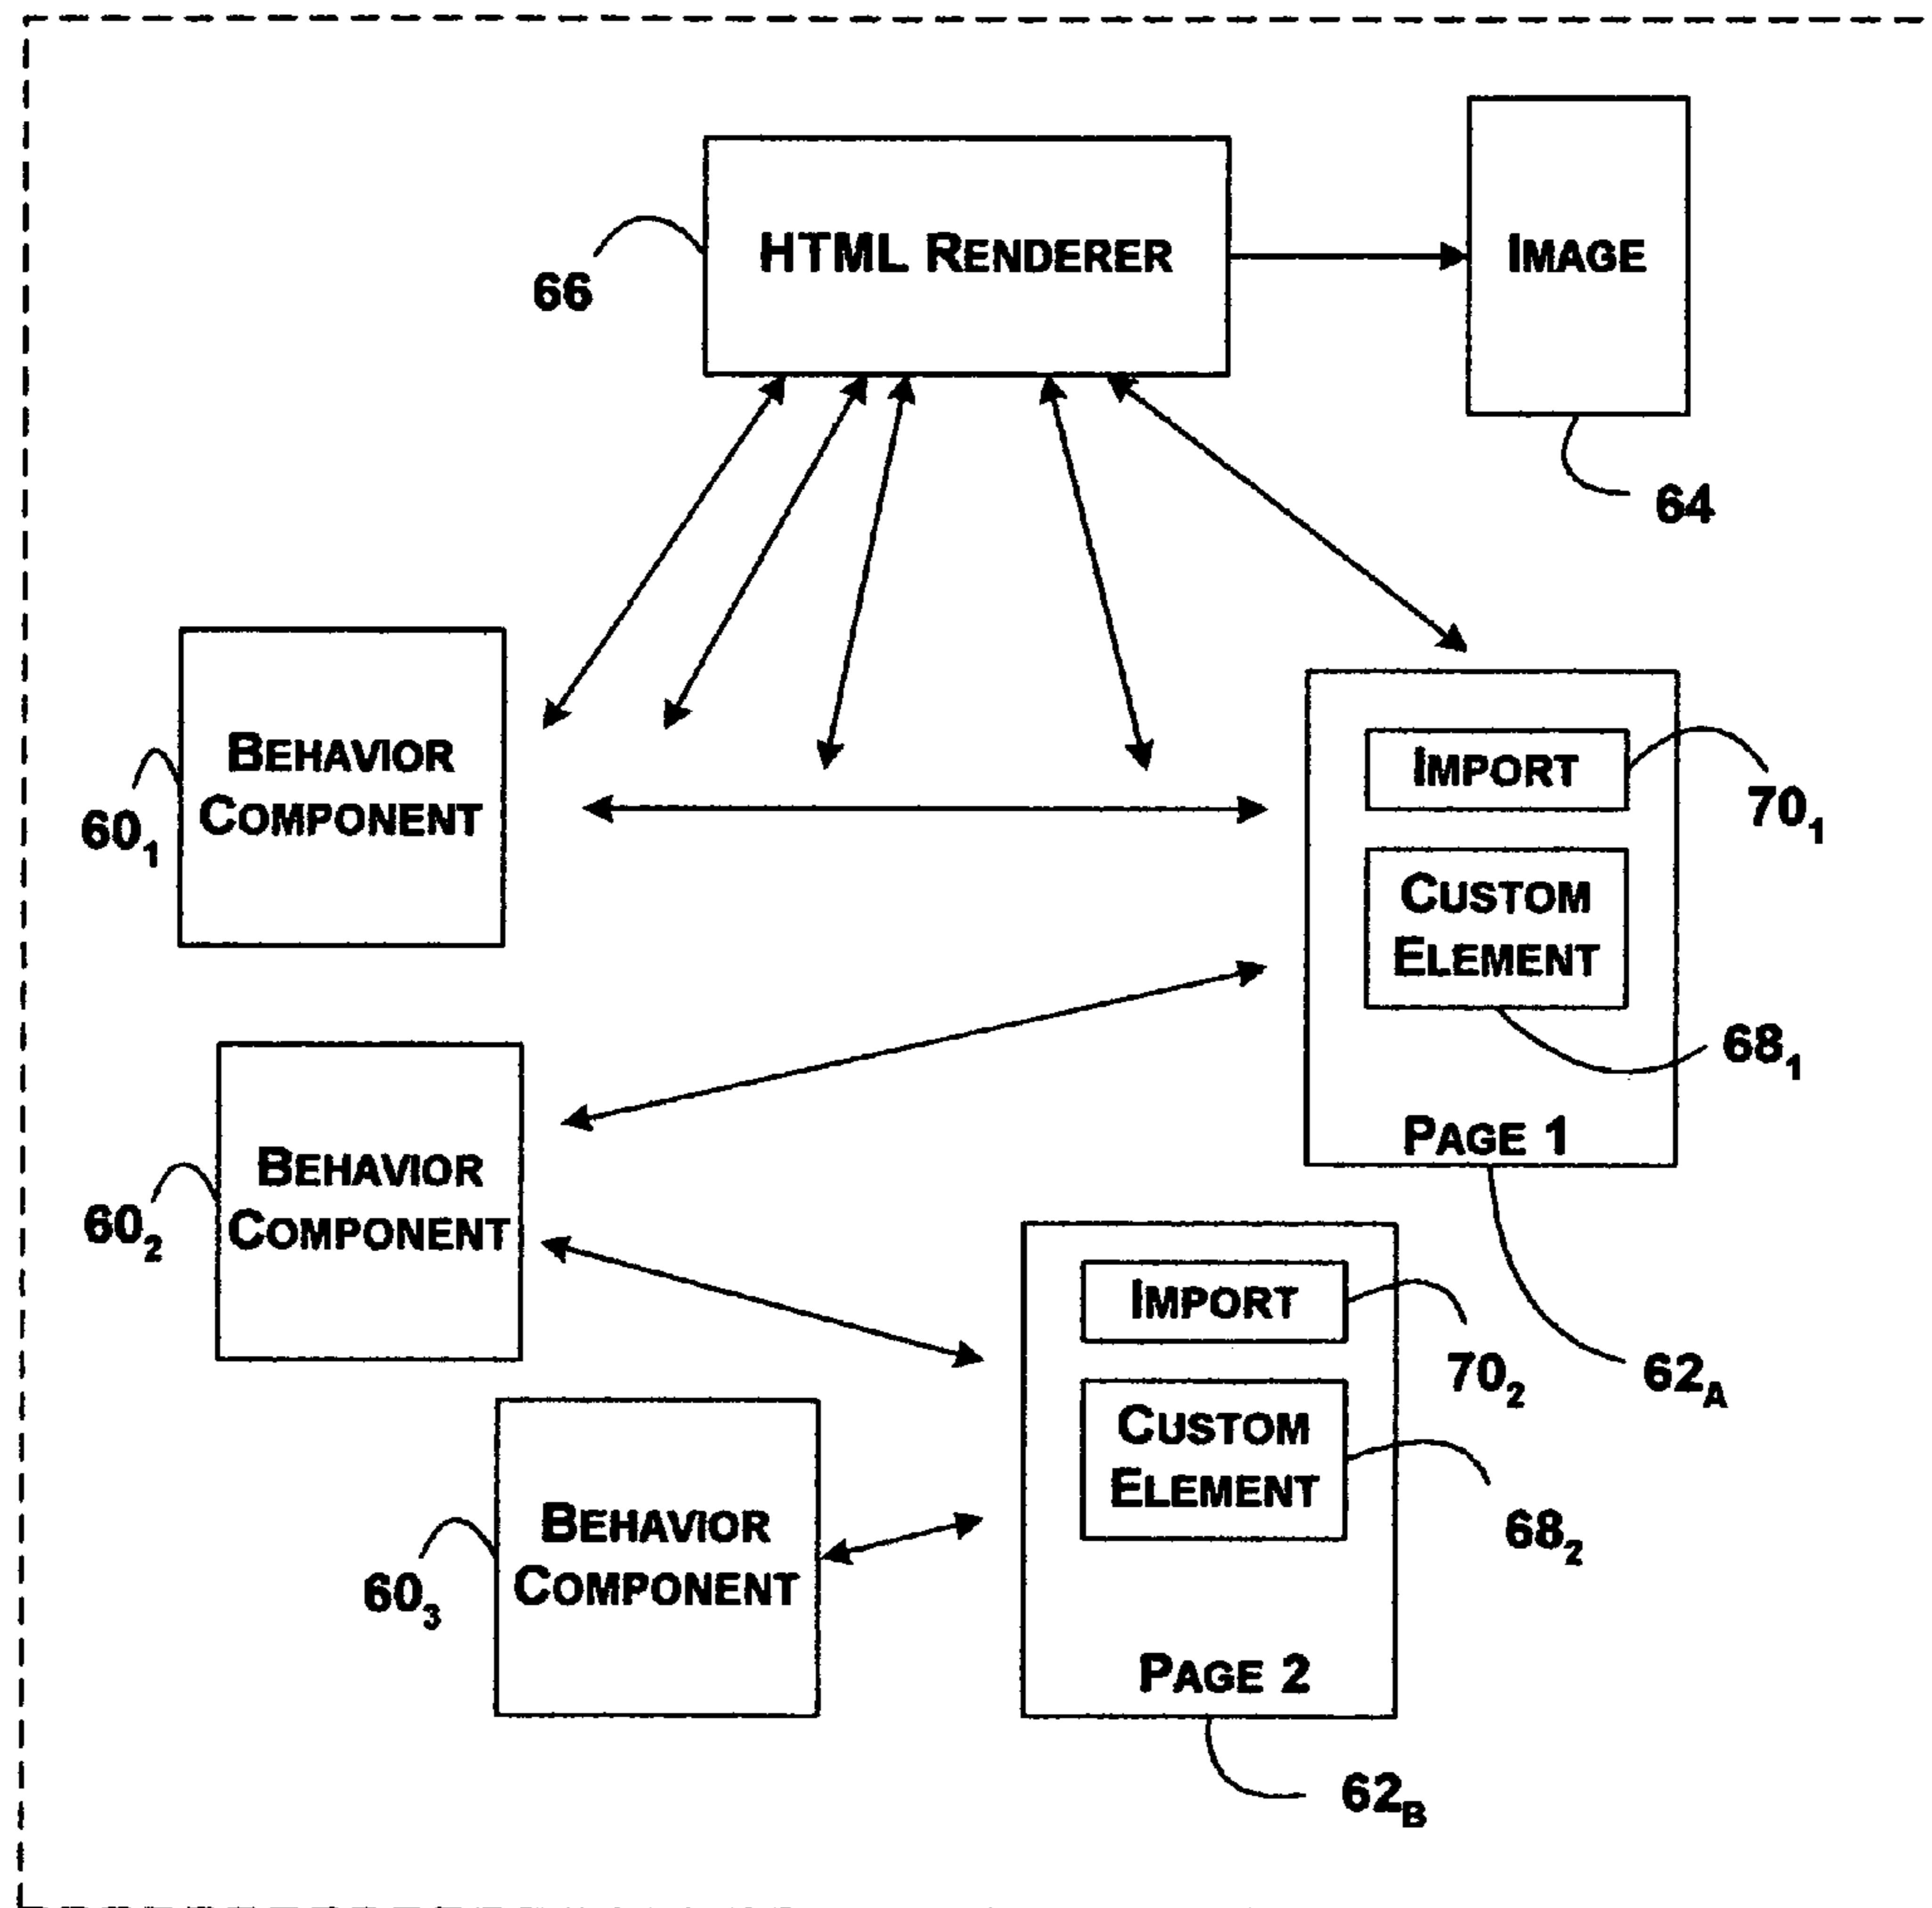 HTML RENDERER
IMAGE
66
64
BEHAVIOR
COMPONENT
60₁
IMPORT
70₁
CUSTOM
ELEMENT
68₁
PAGE 1
62A
BEHAVIOR
COMPONENT
60₂
IMPORT
70₂
CUSTOM
ELEMENT
68₂
BEHAVIOR
COMPONENT
60₃
PAGE 2
62B